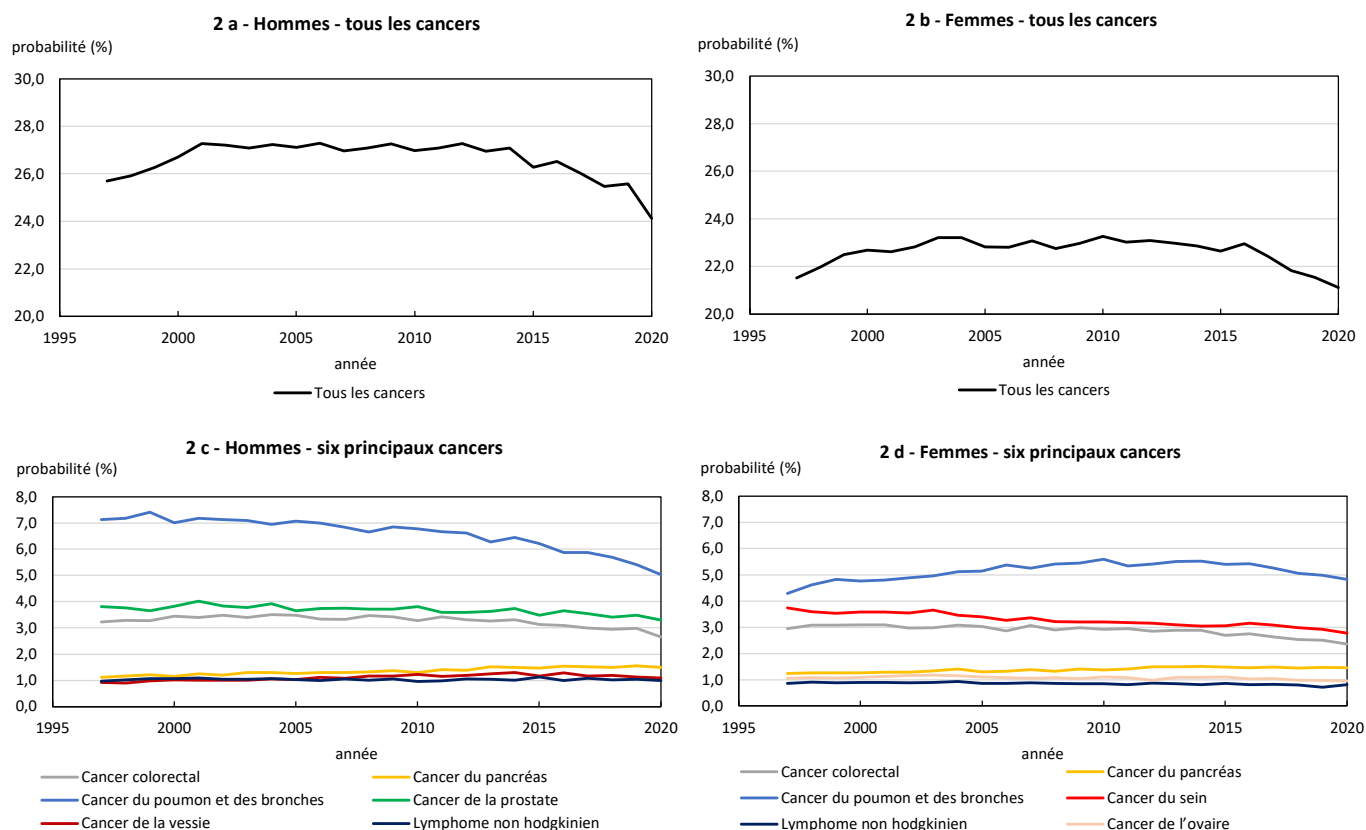 2 a - Hommes - tous les cancers
probabilité (%)
30,0
28,0
26,0
24,0
22,0
20,0
1995 2000 2005 2010 2015 2020
année
Tous les cancers
2 b - Femmes - tous les cancers
probabilité (%)
30,0
28,0
26,0
24,0
22,0
20,0
1995 2000 2005 2010 2015 2020
année
Tous les cancers
2 c - Hommes - six principaux cancers
probabilité (%)
8,0
7,0
6,0
5,0
4,0
3,0
2,0
1,0
0,0
1995 2000 2005 2010 2015 2020
année
Cancer colorectal Cancer du pancréas
Cancer du poumon et des bronches Cancer de la prostate
Cancer de la vessie Lymphome non hodgkinien
2 d - Femmes - six principaux cancers
probabilité (%)
8,0
7,0
6,0
5,0
4,0
3,0
2,0
1,0
0,0
1995 2000 2005 2010 2015 2020
année
Cancer colorectal Cancer du pancréas
Cancer du poumon et des bronches Cancer du sein
Lymphome non hodgkinien Cancer de l’ovaire